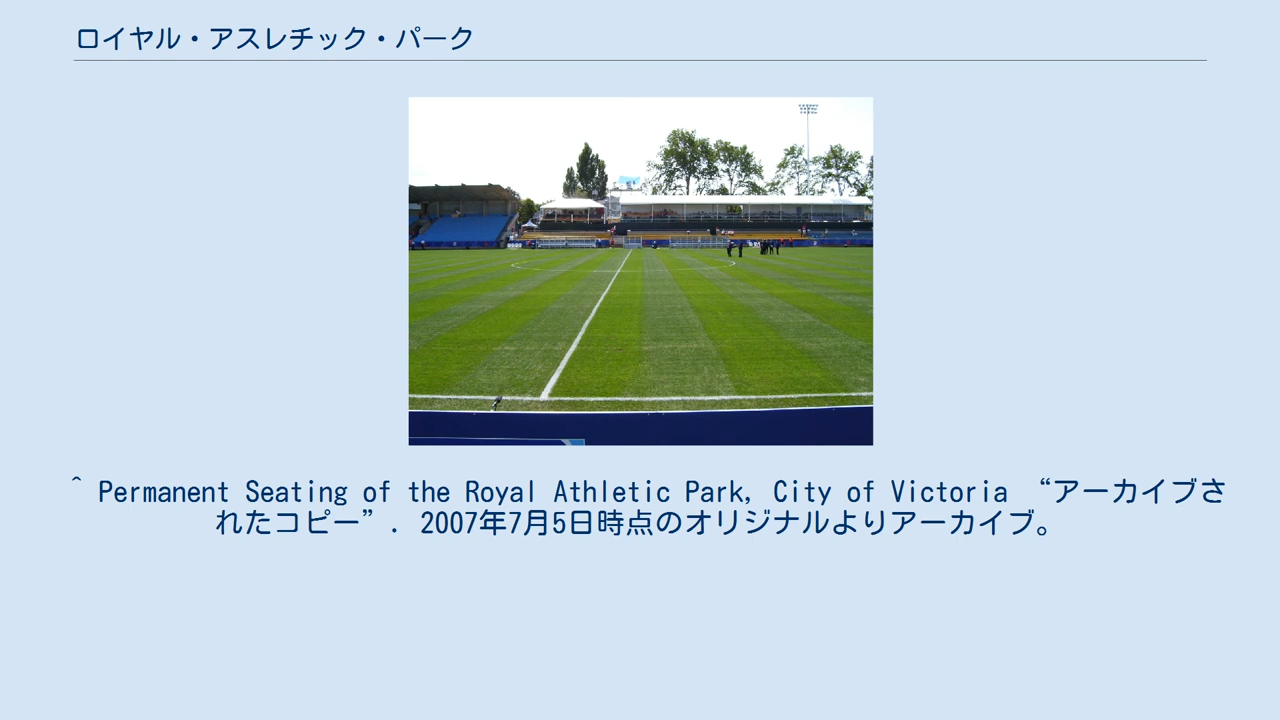 ロイヤル・アスレチック・パーク
^ Permanent Seating of the Royal Athletic Park, City of Victoria “アーカイブさ
れたコピー”. 2007年7月5日時点のオリジナルよりアーカイブ。